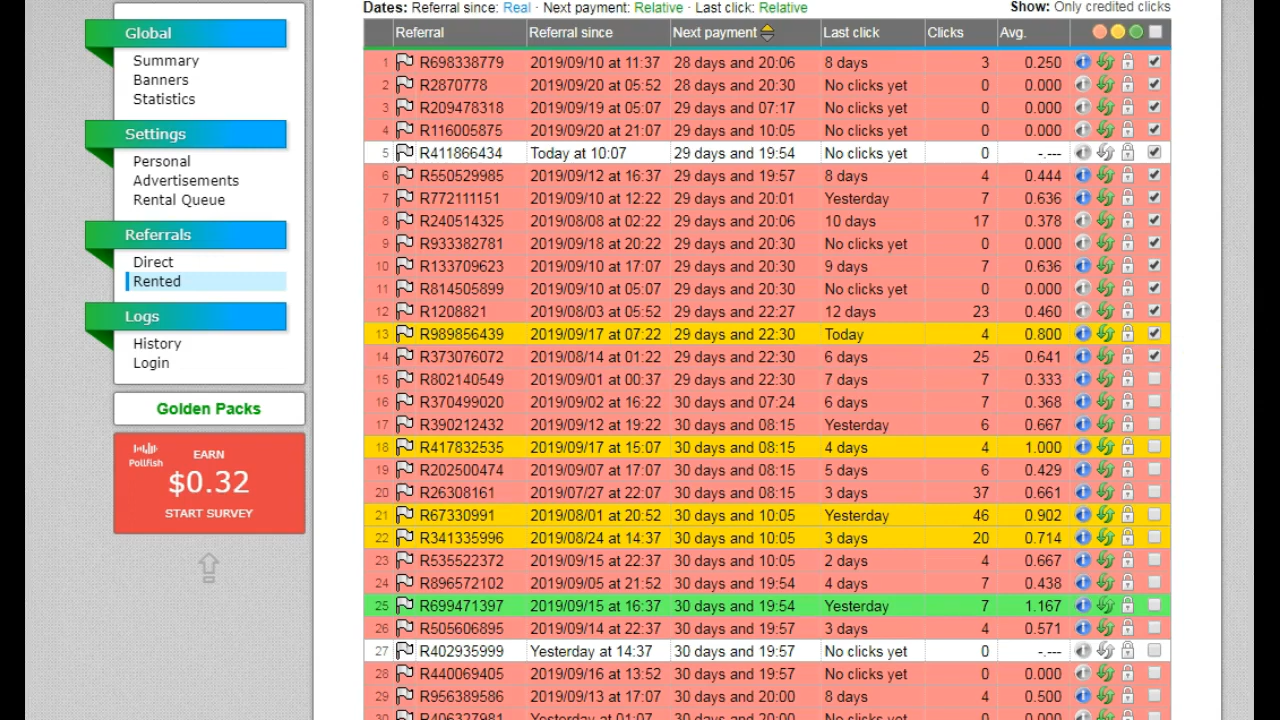 Dates: Referral since: Real · Next payment: Relative · Last click: Relative Show: Only credited clicks
Global
Summary
Banners
Statistics
Settings
Personal
Advertisements
Rental Queue
Referrals
Direct
Rented
Logs
History
Login
Golden Packs
Pollfish
EARN
$0.32
START SURVEY
Referral Referral since Next payment Last click Clicks Avg.
1 R698338779 2019/09/10 at 11:37 28 days and 20:06 8 days 3 0.250
2 R2870778 2019/09/20 at 05:52 28 days and 20:30 No clicks yet 0 0.000
3 R209478318 2019/09/19 at 05:07 29 days and 07:17 No clicks yet 0 0.000
4 R116005875 2019/09/20 at 21:07 29 days and 10:05 No clicks yet 0 0.000
5 R411866434 Today at 10:07 29 days and 19:54 No clicks yet 0 -.---
6 R550529985 2019/09/12 at 16:37 29 days and 19:57 8 days 4 0.444
7 R772111151 2019/09/10 at 12:22 29 days and 20:01 Yesterday 7 0.636
8 R240514325 2019/08/08 at 02:22 29 days and 20:06 10 days 17 0.378
9 R933382781 2019/09/18 at 20:22 29 days and 20:30 No clicks yet 0 0.000
10 R133709623 2019/09/10 at 17:07 29 days and 20:30 9 days 7 0.636
11 R814505899 2019/09/10 at 05:07 29 days and 20:30 No clicks yet 0 0.000
12 R1208821 2019/08/03 at 05:52 29 days and 22:27 12 days 23 0.460
13 R989856439 2019/09/17 at 07:22 29 days and 22:30 Today 4 0.800
14 R373076072 2019/08/14 at 01:22 29 days and 22:30 6 days 25 0.641
15 R802140549 2019/09/01 at 00:37 29 days and 22:30 7 days 7 0.333
16 R370499020 2019/09/02 at 16:22 30 days and 07:24 6 days 7 0.368
17 R390212432 2019/09/12 at 19:22 30 days and 08:15 Yesterday 6 0.667
18 R417832535 2019/09/17 at 15:07 30 days and 08:15 4 days 4 1.000
19 R202500474 2019/09/07 at 17:07 30 days and 08:15 5 days 6 0.429
20 R26308161 2019/07/27 at 22:07 30 days and 08:15 3 days 37 0.661
21 R67330991 2019/08/01 at 20:52 30 days and 10:05 Yesterday 46 0.902
22 R341335996 2019/08/24 at 14:37 30 days and 10:05 3 days 20 0.714
23 R535522372 2019/09/15 at 22:37 30 days and 10:05 2 days 4 0.667
24 R896572102 2019/09/05 at 21:52 30 days and 19:54 4 days 7 0.438
25 R699471397 2019/09/15 at 16:37 30 days and 19:54 Yesterday 7 1.167
26 R505606895 2019/09/14 at 22:37 30 days and 19:57 3 days 4 0.571
27 R402935999 Yesterday at 14:37 30 days and 19:57 No clicks yet 0 -.---
28 R440069405 2019/09/16 at 13:52 30 days and 19:57 No clicks yet 0 0.000
29 R956389586 2019/09/13 at 17:07 30 days and 20:00 8 days 4 0.500
30 R406327981 Yesterday at 01:07 30 days and 20:00 No clicks yet 0 0.000